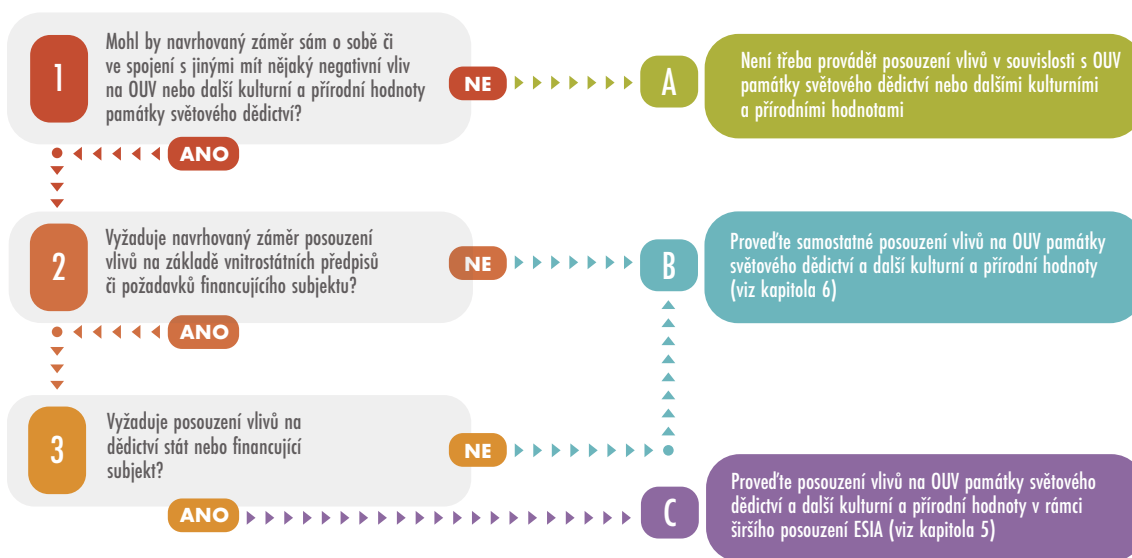 1
Mohl by navrhovaný záměr sám o sobě či
ve spojení s jinými mít nějaký negativní vliv
na OUV nebo další kulturní a přírodní hodnoty
památky světového dědictví?
NE
A
Není třeba provádět posouzení vlivů v souvislosti s OUV
památky světového dědictví nebo dalšími kulturními
a přírodními hodnotami
ANO
2
Vyžaduje navrhovaný záměr posouzení
vlivů na základě vnitrostátních předpisů
či požadavků financujícího subjektu?
NE
B
Proveďte samostatné posouzení vlivů na OUV památky
světového dědictví a další kulturní a přírodní hodnoty
(viz kapitola 6)
ANO
3
Vyžaduje posouzení vlivů na
dědictví stát nebo financující
subjekt?
NE
ANO
C
Proveďte posouzení vlivů na OUV památky světového
dědictví a další kulturní a přírodní hodnoty v rámci
širšího posouzení ESIA (viz kapitola 5)